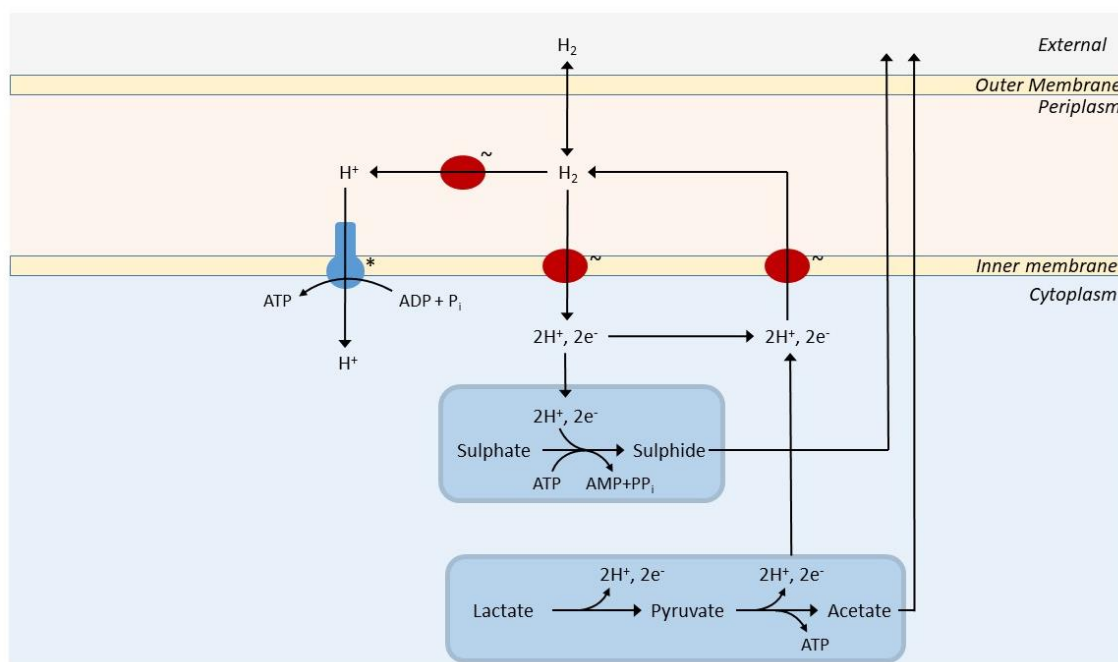 H₂
External
Outer Membrane
Periplasm
~
H⁺
H₂
*
~
~
Inner membrane
Cytoplasm
ATP
ADP + Pᵢ
2H⁺, 2e⁻
2H⁺, 2e⁻
H⁺
2H⁺, 2e⁻
Sulphate
Sulphide
ATP
AMP+PPᵢ
2H⁺, 2e⁻
2H⁺, 2e⁻
Lactate
Pyruvate
Acetate
ATP